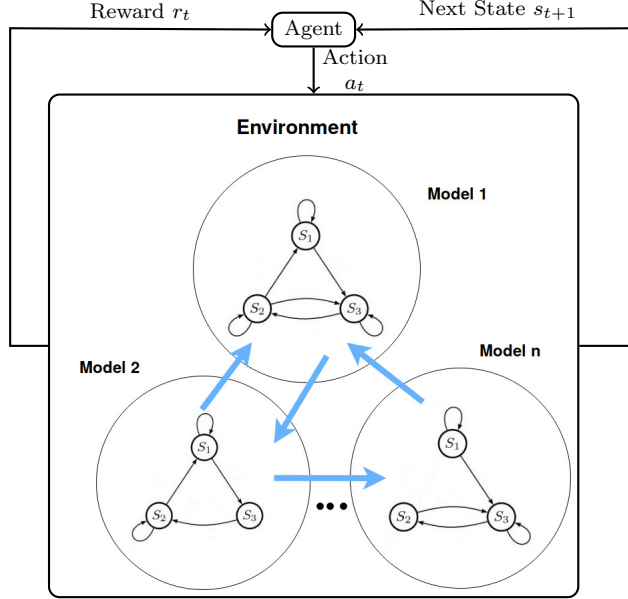 Reward r_t
Next State s_{t+1}
Agent
Action
a_t
Environment
Model 1
S_1
S_2
S_3
Model 2
Model n
S_1
S_2
S_3
...
S_1
S_2
S_3